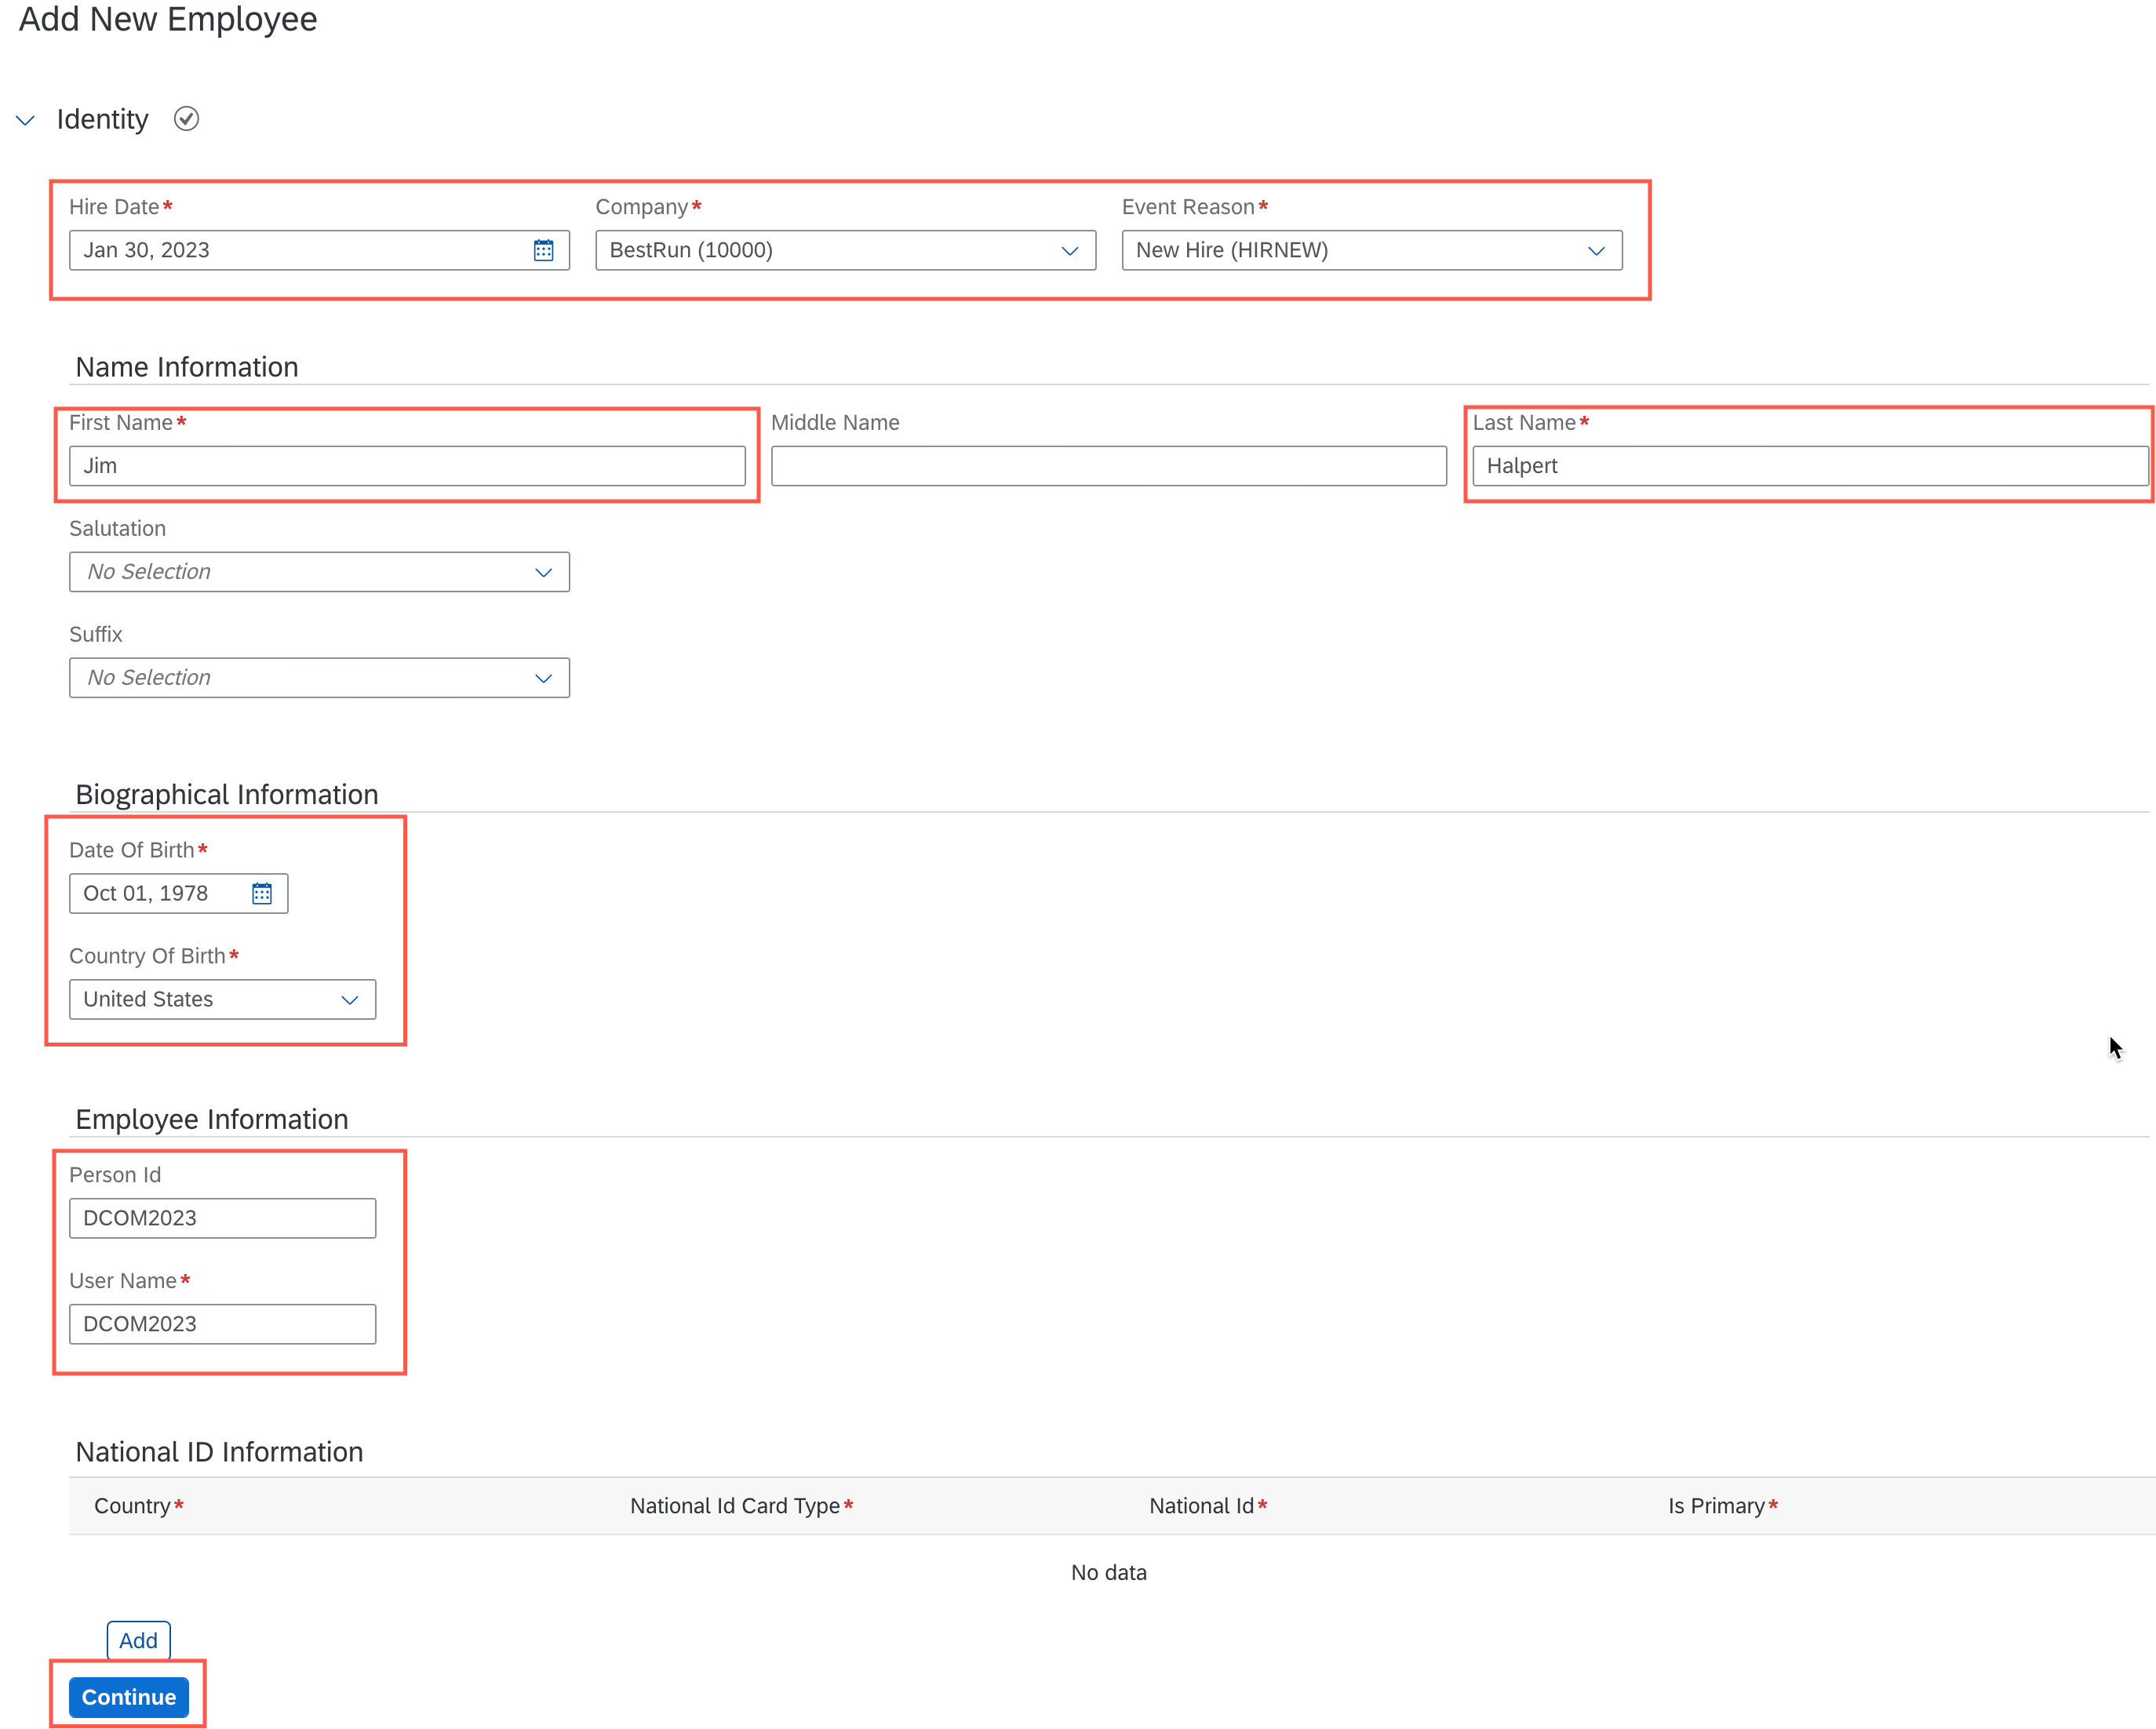 Add New Employee
Identity
Hire Date* Company* Event Reason*
Jan 30, 2023 BestRun (10000) New Hire (HIRNEW)
Name Information
First Name* Middle Name Last Name*
Jim Halpert
Salutation
No Selection
Suffix
No Selection
Biographical Information
Date Of Birth*
Oct 01, 1978
Country Of Birth*
United States
Employee Information
Person Id
DCOM2023
User Name*
DCOM2023
National ID Information
Country* National Id Card Type* National Id* Is Primary*
No data
Add
Continue